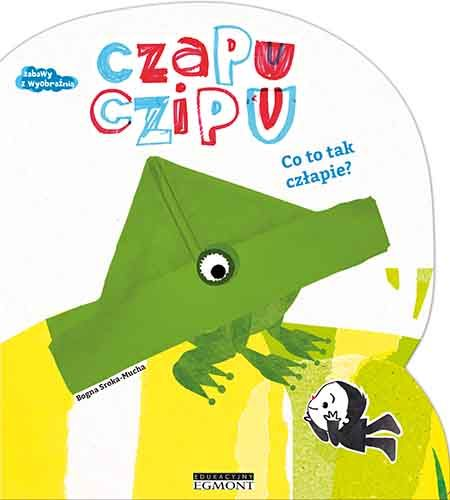 zabawy
z wyobraźnią
czapu
czipu
Co to tak
człapie?
Bogna Sroka-Mucha
EDUKACYJNY
EGMONT